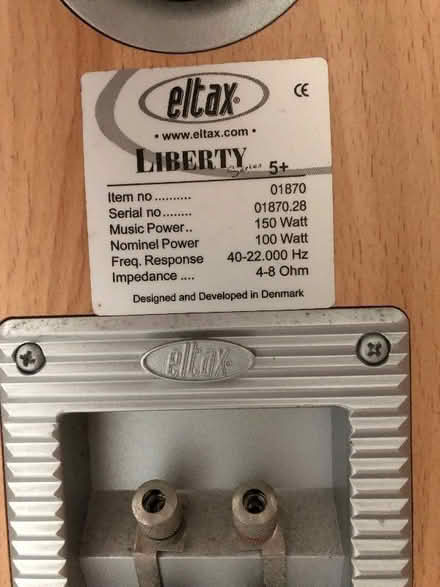 eltax®
• www.eltax.com •
LIBERTY Series 5+
Item no .......... 01870
Serial no........ 01870.28
Music Power.. 150 Watt
Nominel Power 100 Watt
Freq. Response 40-22.000 Hz
Impedance .... 4-8 Ohm
Designed and Developed in Denmark
CE
eltax®